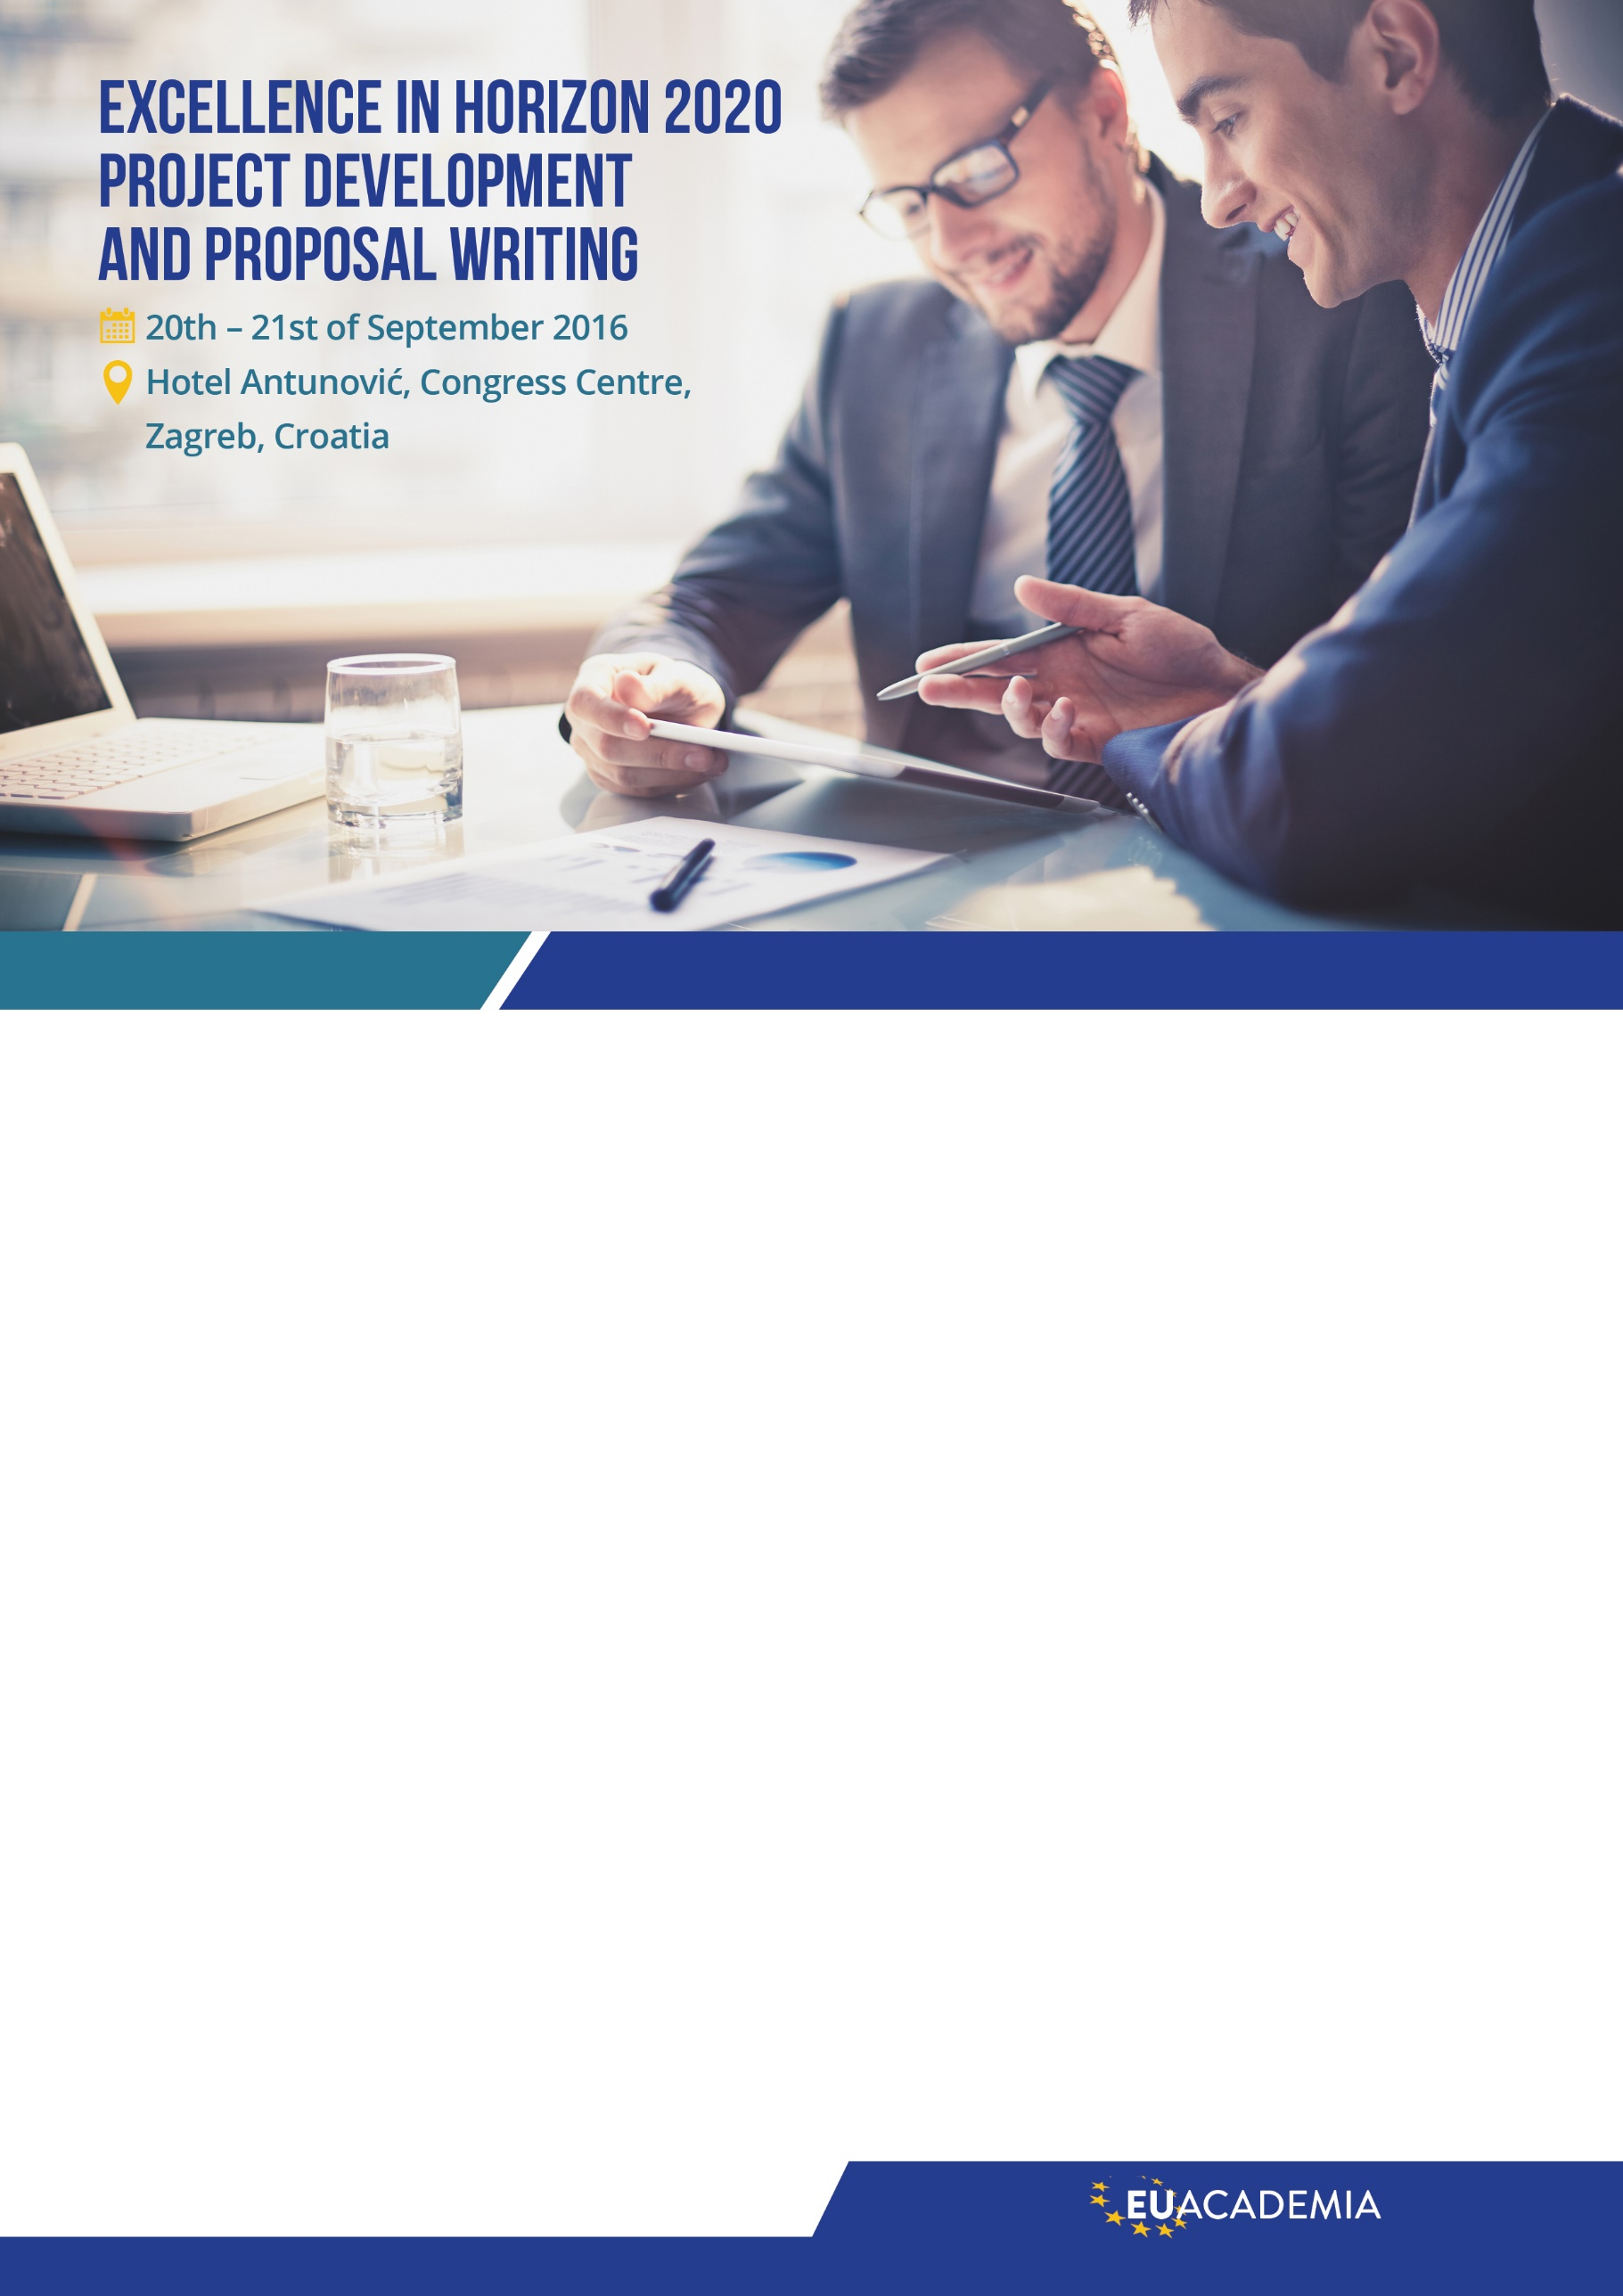 EXCELLENCE IN HORIZON 2020
PROJECT DEVELOPMENT
AND PROPOSAL WRITING
20th – 21st of September 2016
Hotel Antunović, Congress Centre,
Zagreb, Croatia
EUACADEMIA